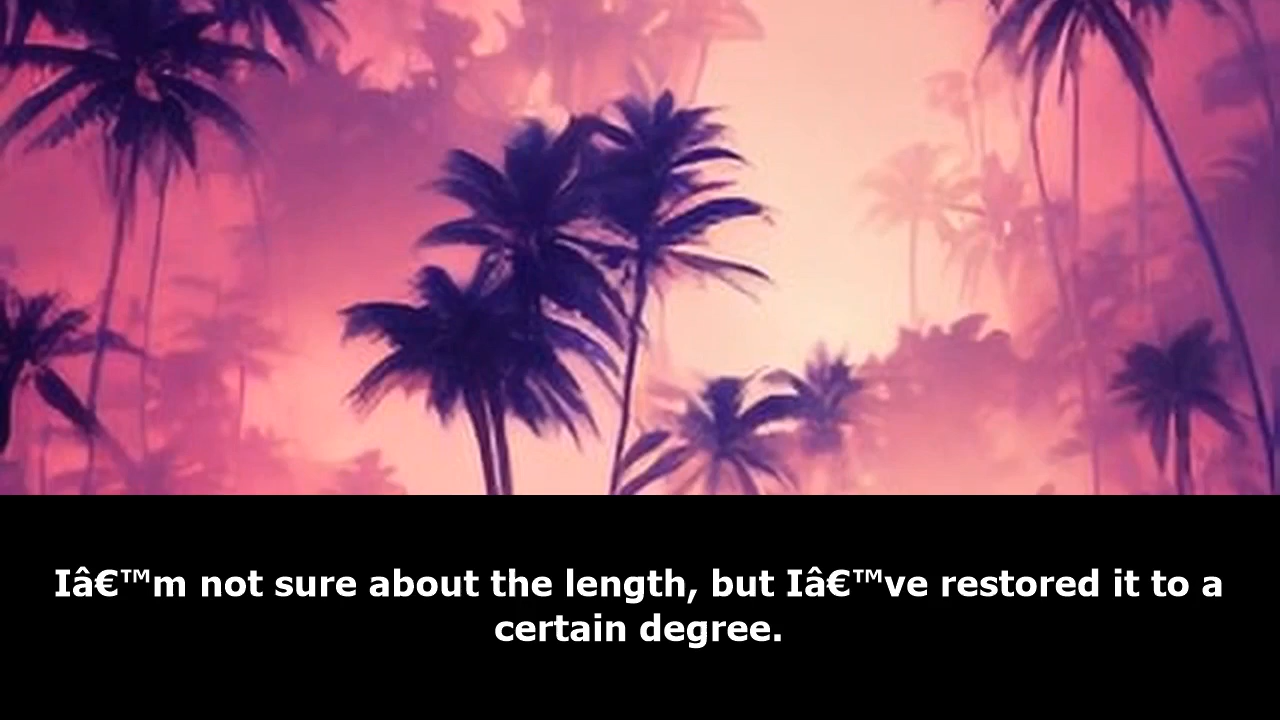 Iâ€™m not sure about the length, but Iâ€™ve restored it to a
certain degree.